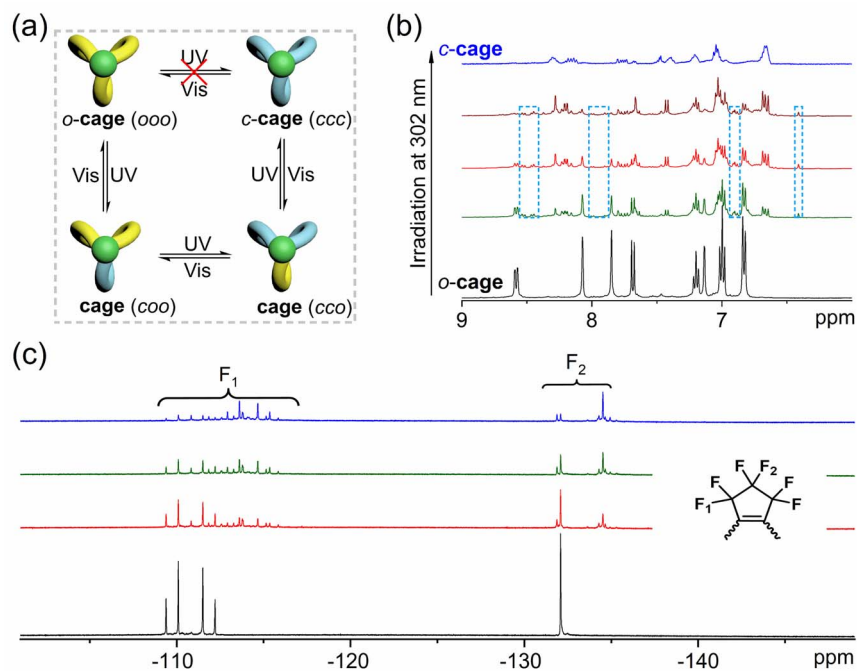 (a)
UV
Vis
o-cage (ooo)
c-cage (ccc)
Vis
UV
UV
Vis
UV
Vis
cage (coo)
cage (cco)
(b)
Irradiation at 302 nm
c-cage
o-cage
9
8
7
ppm
(c)
F1
F2
F
F2
F
F
F1
F
-110
-120
-130
-140
ppm